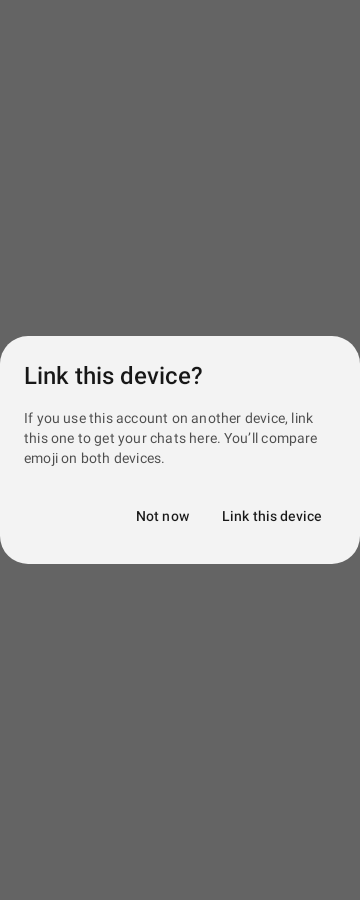 Link this device?
If you use this account on another device, link
this one to get your chats here. You’ll compare
emoji on both devices.
Not now
Link this device